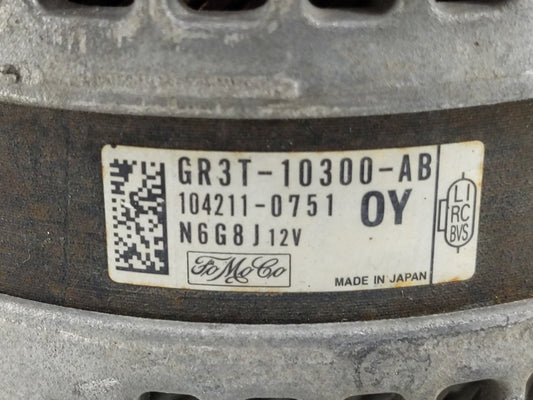 GR3T-10300-AB
104211-0751 OY
N6G8J 12V
FoMoCo
MADE IN JAPAN
LI
RC
BVS